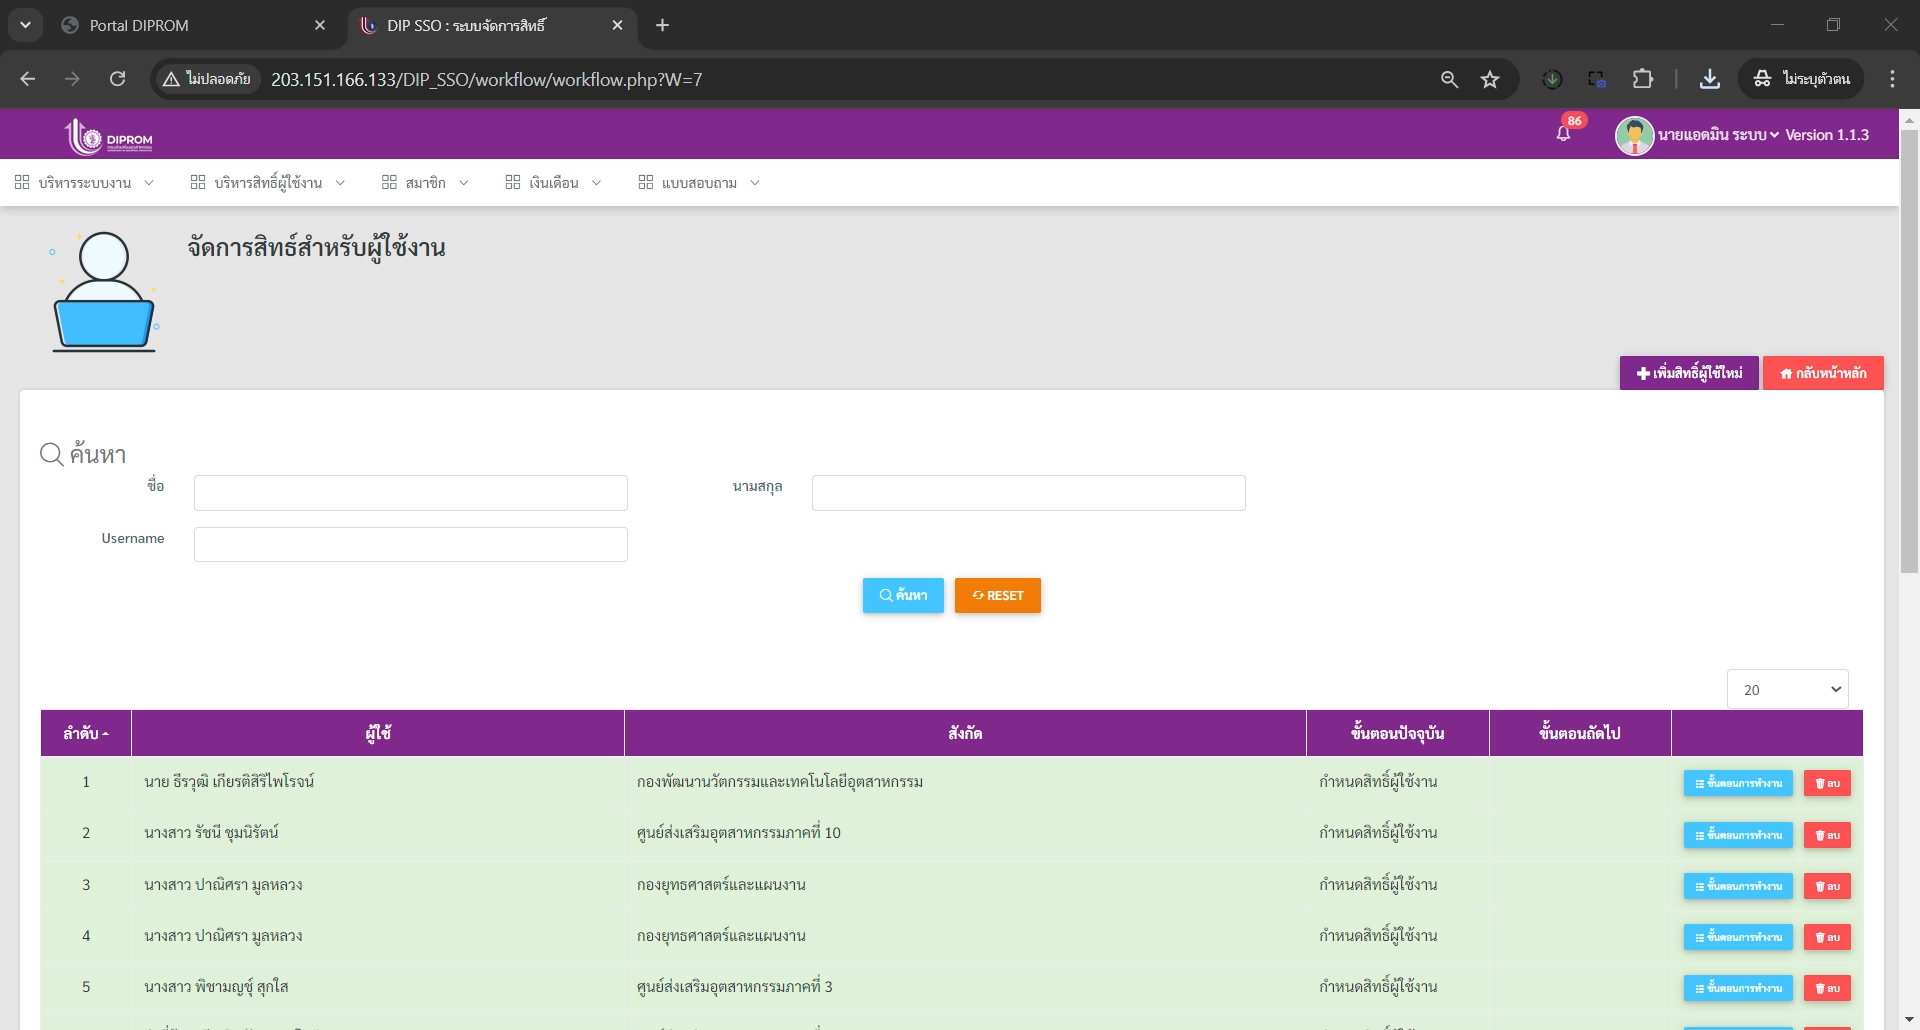 Portal DIPROM
DIP SSO : ระบบจัดการสิทธิ์
ไม่ปลอดภัย
203.151.166.133/DIP_SSO/workflow/workflow.php?W=7
ไม่ระบุตัวตน
DIPROM
86
นายแอดมิน ระบบ
Version 1.1.3
บริหารระบบงาน
บริหารสิทธิ์ผู้ใช้งาน
สมาชิก
เงินเดือน
แบบสอบถาม
จัดการสิทธ์สำหรับผู้ใช้งาน
เพิ่มสิทธิ์ผู้ใช้ใหม่
กลับหน้าหลัก
ค้นหา
ชื่อ
นามสกุล
Username
ค้นหา
RESET
20
ลำดับ ผู้ใช้ สังกัด ขั้นตอนปัจจุบัน ขั้นตอนถัดไป
1 นาย ธีรวุฒิ เกียรติสิริไพโรจน์ กองพัฒนานวัตกรรมและเทคโนโลยีอุตสาหกรรม กำหนดสิทธิ์ผู้ใช้งาน ขั้นตอนการทำงาน ลบ
2 นางสาว รัชนี ชุมนิรัตน์ ศูนย์ส่งเสริมอุตสาหกรรมภาคที่ 10 กำหนดสิทธิ์ผู้ใช้งาน ขั้นตอนการทำงาน ลบ
3 นางสาว ปาณิศรา มูลหลวง กองยุทธศาสตร์และแผนงาน กำหนดสิทธิ์ผู้ใช้งาน ขั้นตอนการทำงาน ลบ
4 นางสาว ปาณิศรา มูลหลวง กองยุทธศาสตร์และแผนงาน กำหนดสิทธิ์ผู้ใช้งาน ขั้นตอนการทำงาน ลบ
5 นางสาว พิชามญชุ์ สุกใส ศูนย์ส่งเสริมอุตสาหกรรมภาคที่ 3 กำหนดสิทธิ์ผู้ใช้งาน ขั้นตอนการทำงาน ลบ